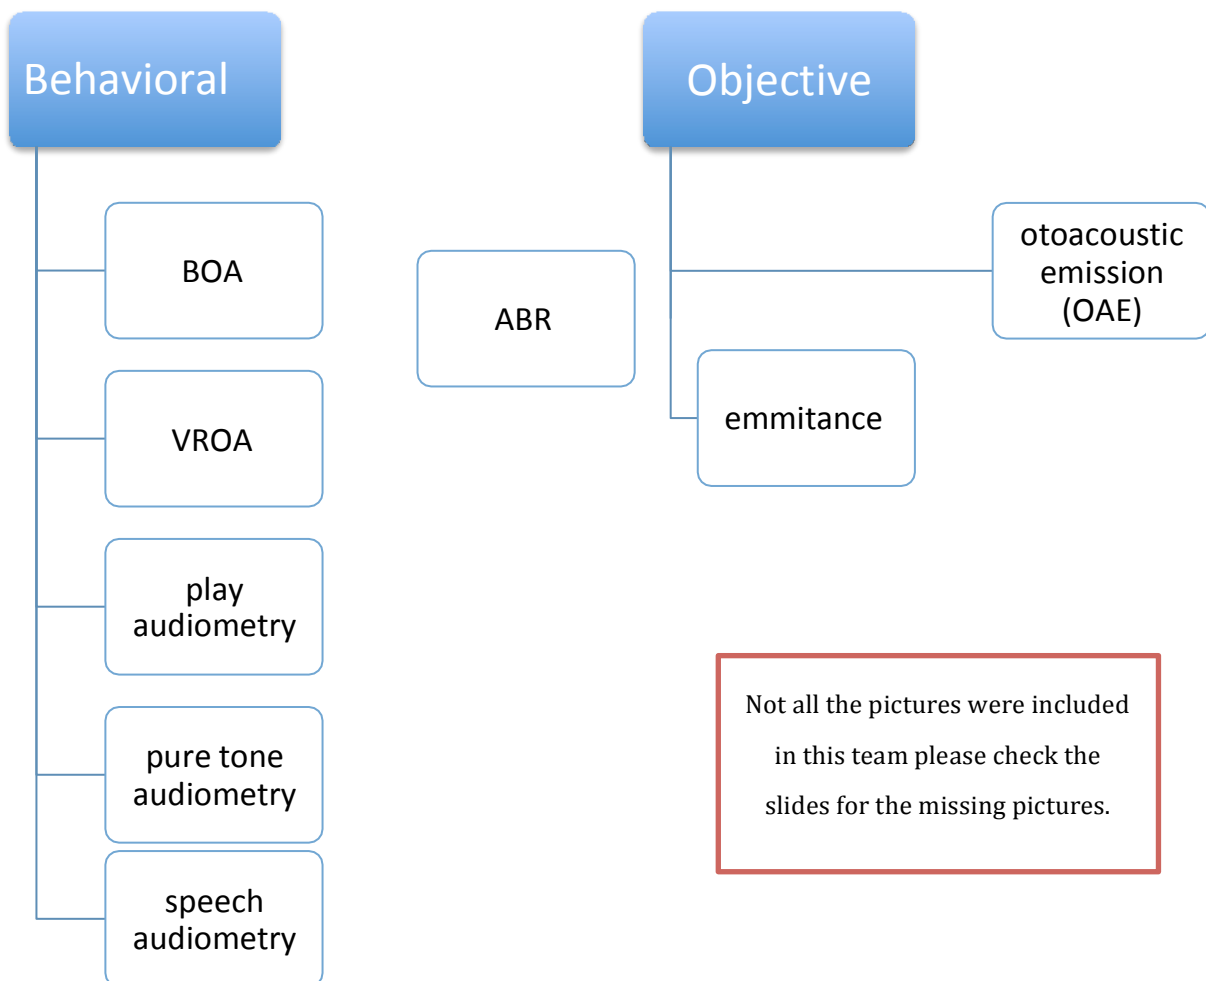 Behavioral
BOA
VROA
play
audiometry
pure tone
audiometry
speech
audiometry
Objective
ABR
otoacoustic
emission
(OAE)
emmitance
Not all the pictures were included
in this team please check the
slides for the missing pictures.